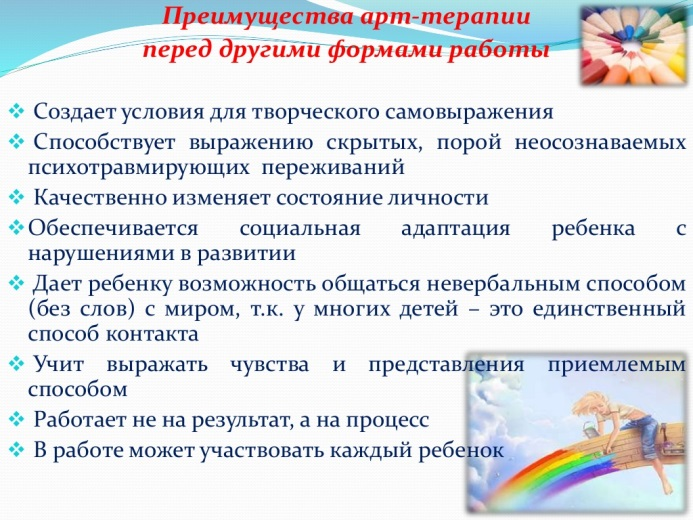 Преимущества арт-терапии
перед другими формами работы
Создает условия для творческого самовыражения
Способствует выражению скрытых, порой неосознаваемых
психотравмирующих переживаний
Качественно изменяет состояние личности
Обеспечивается социальная адаптация ребенка с
нарушениями в развитии
Дает ребенку возможность общаться невербальным способом
(без слов) с миром, т.к. у многих детей – это единственный
способ контакта
Учит выражать чувства и представления приемлемым
способом
Работает не на результат, а на процесс
В работе может участвовать каждый ребенок